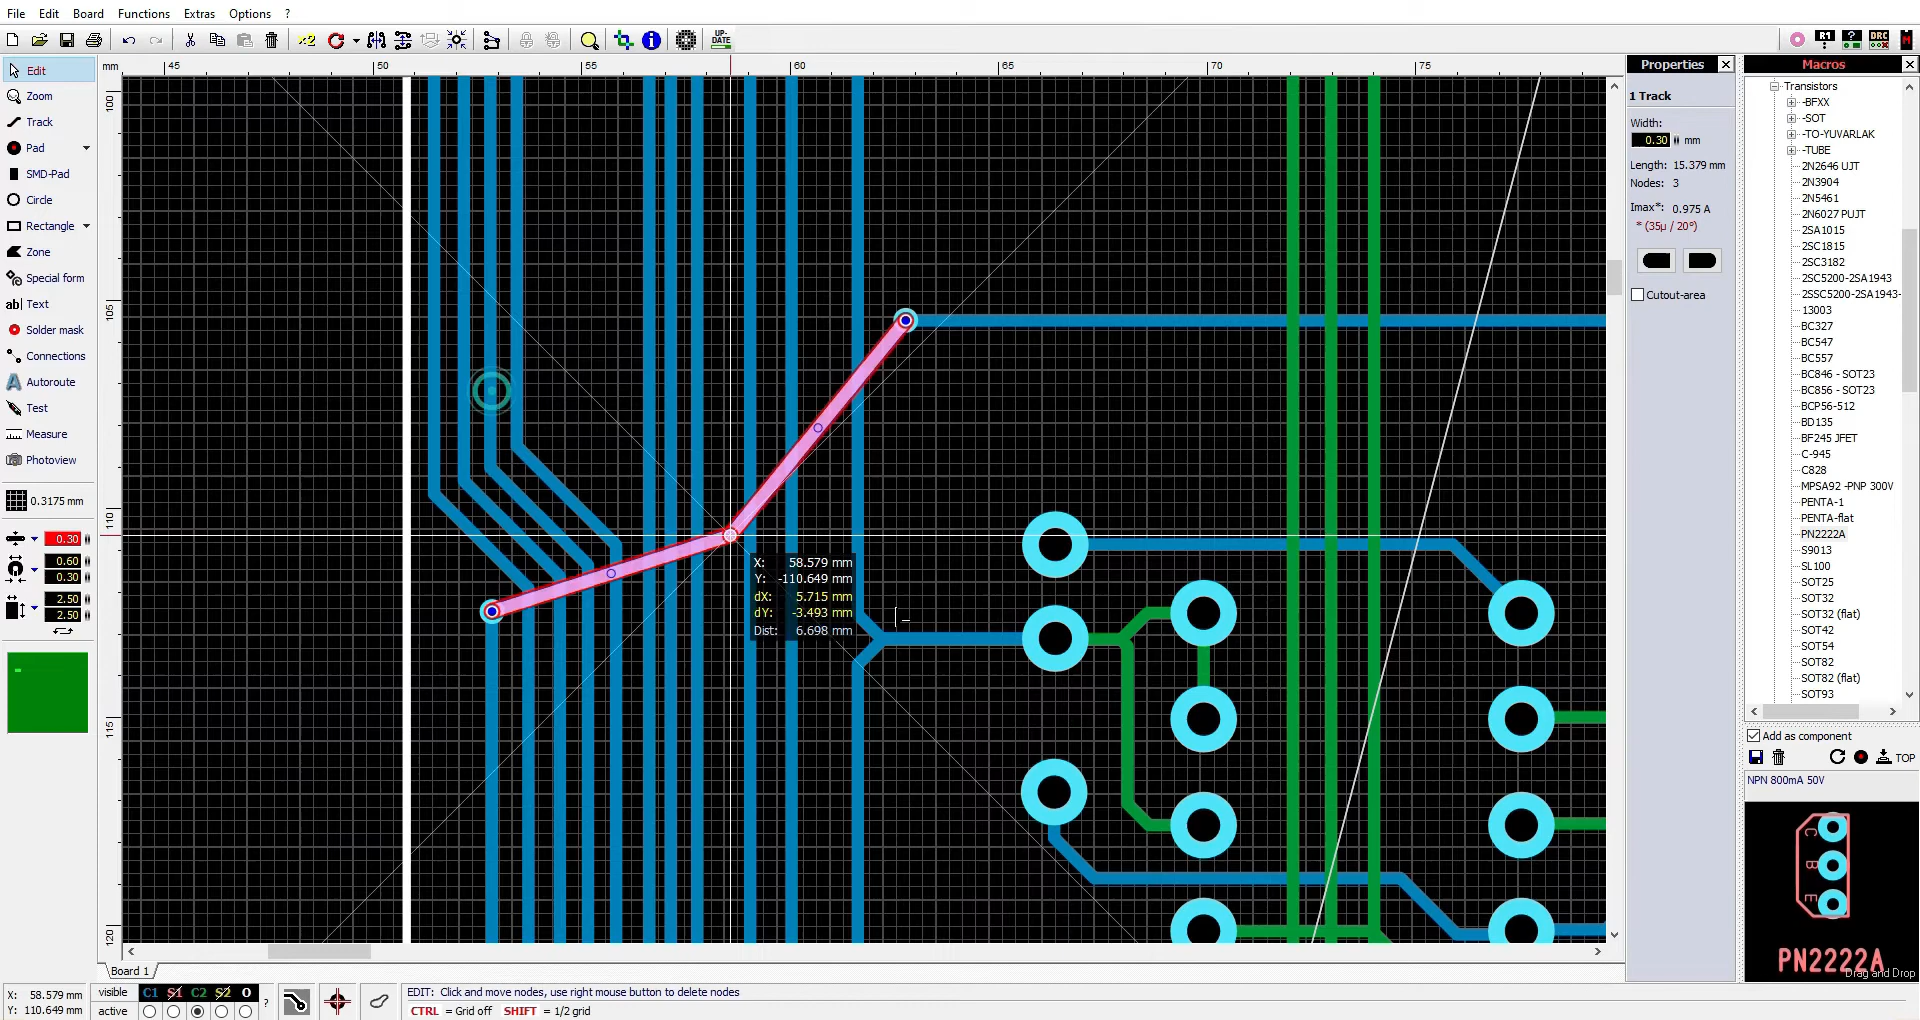 File Edit Board Functions Extras Options ?
UP-
DATE
R1
?
DRC
M
mm 45 50 55 60 65 70 75
100
105
110
115
120
Edit
Zoom
Track
Pad
SMD-Pad
Circle
Rectangle
Zone
Special form
ab| Text
Solder mask
Connections
Autoroute
Test
Measure
Photoview
0.3175 mm
0.30
0.60
0.30
2.50
2.50
X: 58.579 mm
Y: -110.649 mm
dX: 5.715 mm
dY: -3.493 mm
Dist: 6.698 mm
Properties
1 Track
Width:
0.30 mm
Length: 15.379 mm
Nodes: 3
Imax*: 0.975 A
* (35µ / 20°)
Cutout-area
Macros
Transistors
-BFXX
-SOT
-TO-YUVARLAK
-TUBE
2N2646 UJT
2N3904
2N5461
2N6027 PUJT
2SA1015
2SC1815
2SC3182
2SC5200-2SA1943
2SSC5200-2SA1943-
13003
BC327
BC547
BC557
BC846 - SOT23
BC856 - SOT23
BCP56-512
BD135
BF245 JFET
C-945
C828
MPSA92 -PNP 300V
PENTA-1
PENTA-flat
PN2222A
S9013
SL100
SOT25
SOT32
SOT32 (flat)
SOT42
SOT54
SOT82
SOT82 (flat)
SOT93
Add as component
TOP
NPN 800mA 50V
C
B
E
PN2222A
Drag and Drop
Board 1
X: 58.579 mm
Y: 110.649 mm
visible C1 S1 C2 S2 O
active
?
EDIT: Click and move nodes, use right mouse button to delete nodes
CTRL = Grid off SHIFT = 1/2 grid